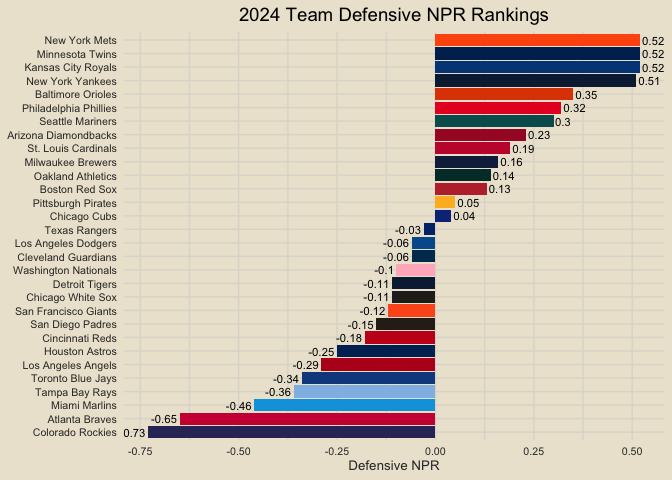 2024 Team Defensive NPR Rankings
New York Mets 0.52
Minnesota Twins 0.52
Kansas City Royals 0.52
New York Yankees 0.51
Baltimore Orioles 0.35
Philadelphia Phillies 0.32
Seattle Mariners 0.3
Arizona Diamondbacks 0.23
St. Louis Cardinals 0.19
Milwaukee Brewers 0.16
Oakland Athletics 0.14
Boston Red Sox 0.13
Pittsburgh Pirates 0.05
Chicago Cubs 0.04
Texas Rangers -0.03
Los Angeles Dodgers -0.06
Cleveland Guardians -0.06
Washington Nationals -0.1
Detroit Tigers -0.11
Chicago White Sox -0.11
San Francisco Giants -0.12
San Diego Padres -0.15
Cincinnati Reds -0.18
Houston Astros -0.25
Los Angeles Angels -0.29
Toronto Blue Jays -0.34
Tampa Bay Rays -0.36
Miami Marlins -0.46
Atlanta Braves -0.65
Colorado Rockies 0.73
-0.75 -0.50 -0.25 0.00 0.25 0.50
Defensive NPR